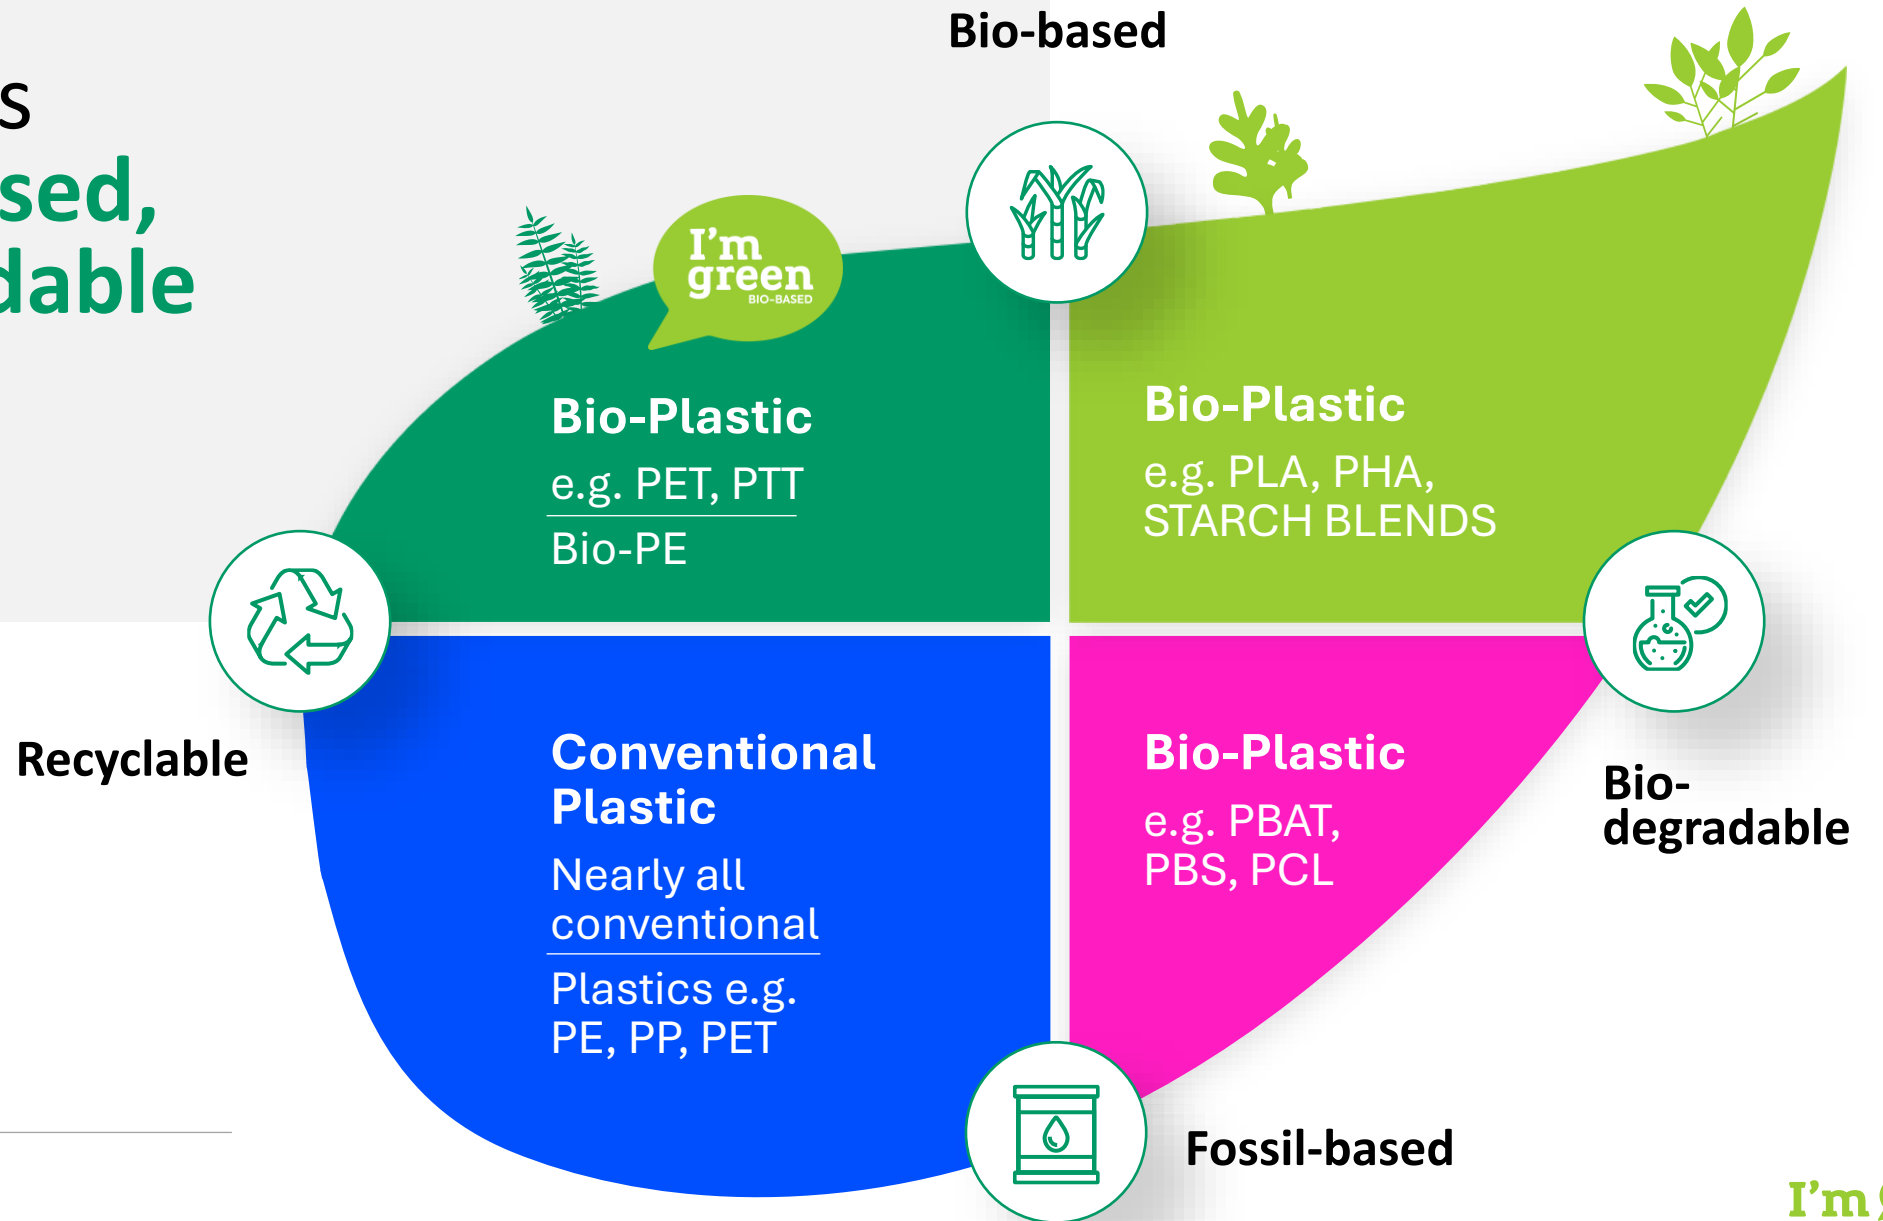 Bio-based
s
sed,
dable
I'm
green
BIO-BASED
Bio-Plastic
e.g. PET, PTT
Bio-PE
Bio-Plastic
e.g. PLA, PHA,
STARCH BLENDS
Recyclable
Conventional
Plastic
Nearly all
conventional
Plastics e.g.
PE, PP, PET
Bio-Plastic
e.g. PBAT,
PBS, PCL
Bio-
degradable
Fossil-based
I'm